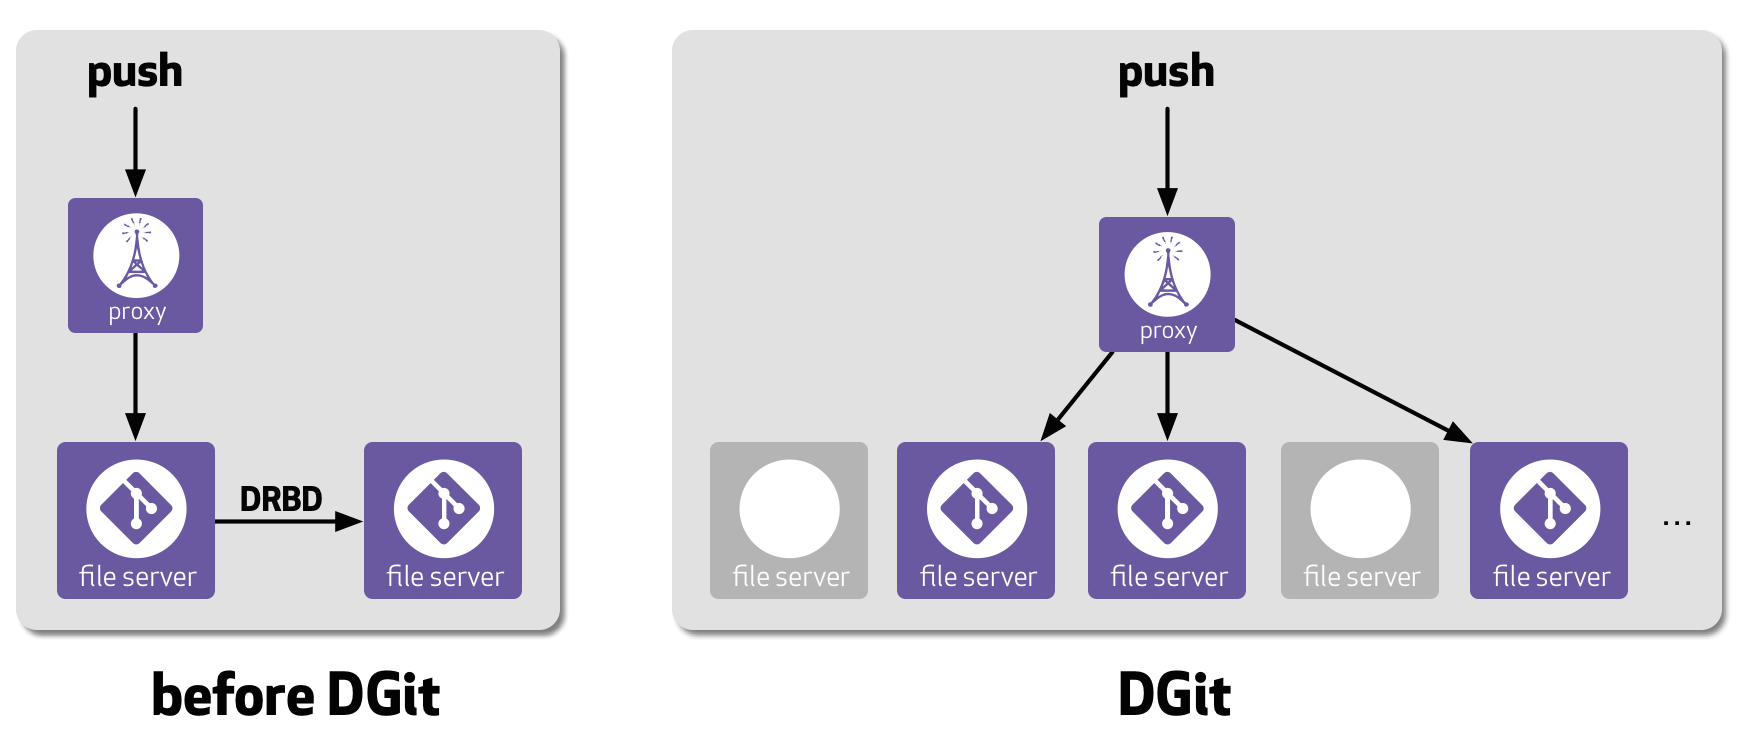 push
proxy
file server
DRBD
file server
before DGit
push
proxy
file server
file server
file server
file server
file server
...
DGit